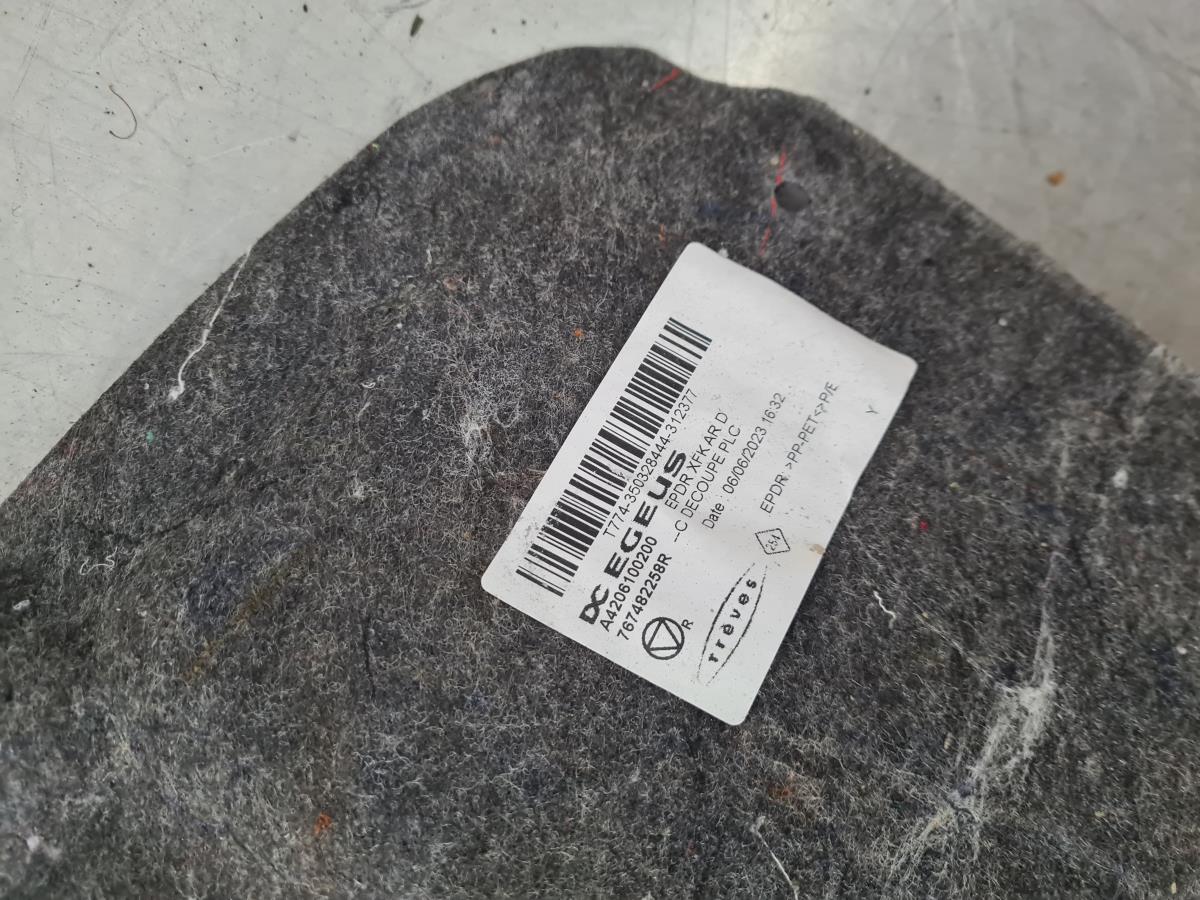 T774-350328444-312377
DC EGEUS
A4206100200 EPDR XFK AR D
767482258R --C DECOUPE PLC
R
Date : 06/06/2023 16:32
trèves
EPDR: >PP-PET<>P/E
Y